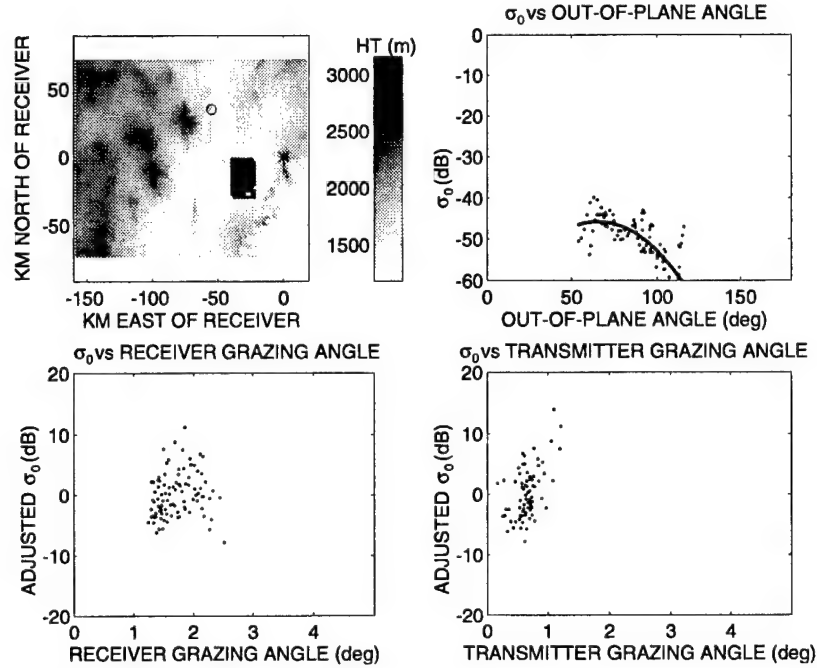 HT (m)
3000
2500
2000
1500
50
0
-50
KM NORTH OF RECEIVER
-150 -100 -50 0
KM EAST OF RECEIVER
σ0 vs OUT-OF-PLANE ANGLE
0
-10
-20
-30
-40
-50
-60
σ0 (dB)
0 50 100 150
OUT-OF-PLANE ANGLE (deg)
σ0 vs RECEIVER GRAZING ANGLE
20
10
0
-10
-20
ADJUSTED σ0 (dB)
0 1 2 3 4
RECEIVER GRAZING ANGLE (deg)
σ0 vs TRANSMITTER GRAZING ANGLE
20
10
0
-10
-20
ADJUSTED σ0 (dB)
0 1 2 3 4
TRANSMITTER GRAZING ANGLE (deg)